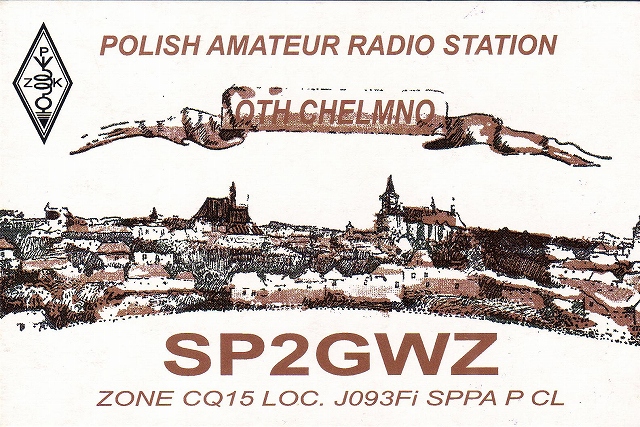 POLISH AMATEUR RADIO STATION
P
Z K
QTH CHELMNO
SP2GWZ
ZONE CQ15 LOC. J093Fi SPPA P CL